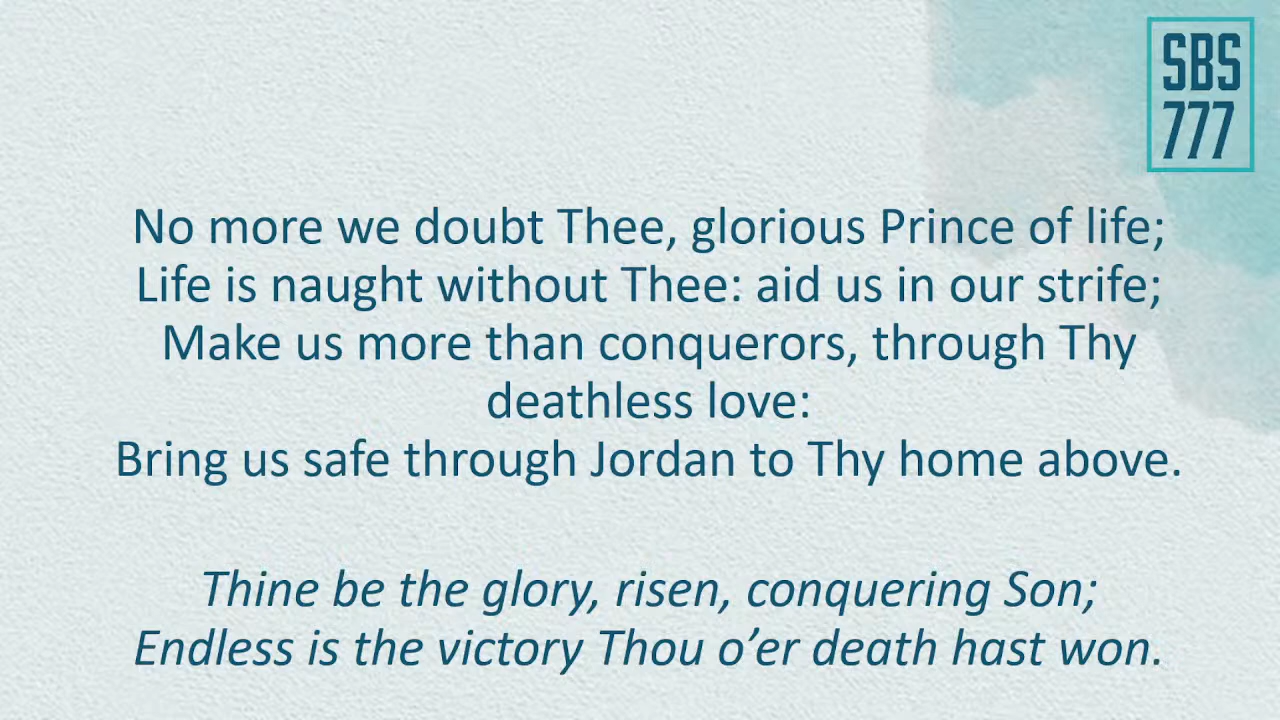 SBS
777
No more we doubt Thee, glorious Prince of life;
Life is naught without Thee: aid us in our strife;
Make us more than conquerors, through Thy
deathless love:
Bring us safe through Jordan to Thy home above.
Thine be the glory, risen, conquering Son;
Endless is the victory Thou o’er death hast won.